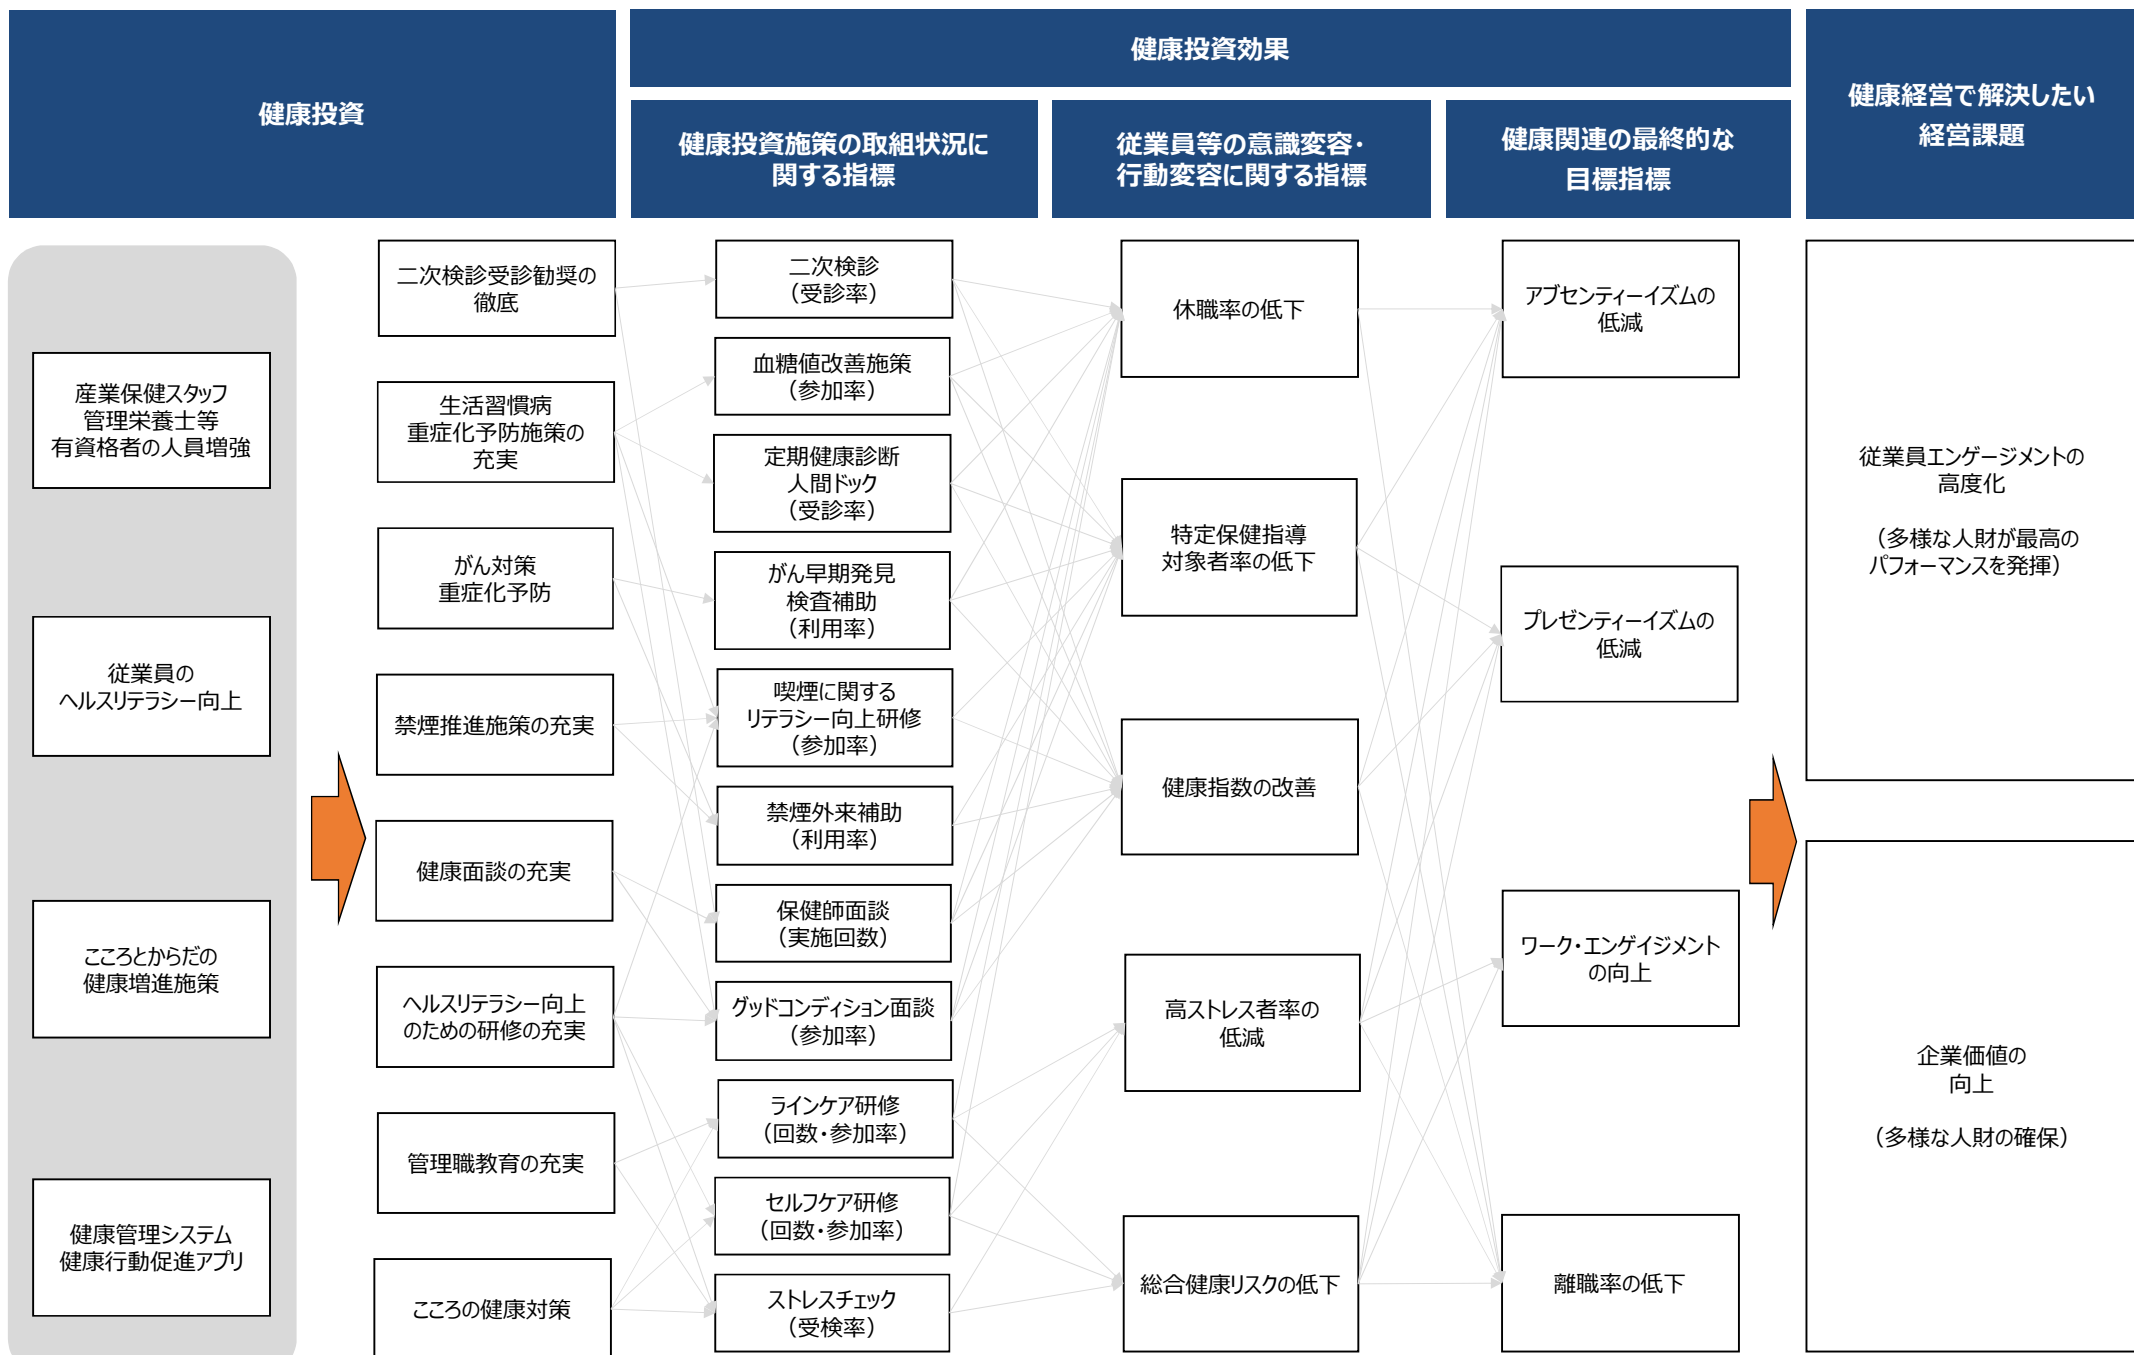 健康投資
健康投資効果
健康経営で解決したい
経営課題
健康投資施策の取組状況に
関する指標
従業員等の意識変容・
行動変容に関する指標
健康関連の最終的な
目標指標
産業保健スタッフ
管理栄養士等
有資格者の人員増強
従業員の
ヘルスリテラシー向上
こころとからだの
健康増進施策
健康管理システム
健康行動促進アプリ
二次検診受診勧奨の
徹底
生活習慣病
重症化予防施策の
充実
がん対策
重症化予防
禁煙推進施策の充実
健康面談の充実
ヘルスリテラシー向上
のための研修の充実
管理職教育の充実
こころの健康対策
二次検診
（受診率）
血糖値改善施策
（参加率）
定期健康診断
人間ドック
（受診率）
がん早期発見
検査補助
（利用率）
喫煙に関する
リテラシー向上研修
（参加率）
禁煙外来補助
（利用率）
保健師面談
（実施回数）
グッドコンディション面談
（参加率）
ラインケア研修
（回数・参加率）
セルフケア研修
（回数・参加率）
ストレスチェック
（受検率）
休職率の低下
特定保健指導
対象者率の低下
健康指数の改善
高ストレス者率の
低減
総合健康リスクの低下
アブセンティーイズムの
低減
プレゼンティーイズムの
低減
ワーク・エンゲイジメント
の向上
離職率の低下
従業員エンゲージメントの
高度化
（多様な人財が最高の
パフォーマンスを発揮）
企業価値の
向上
（多様な人財の確保）